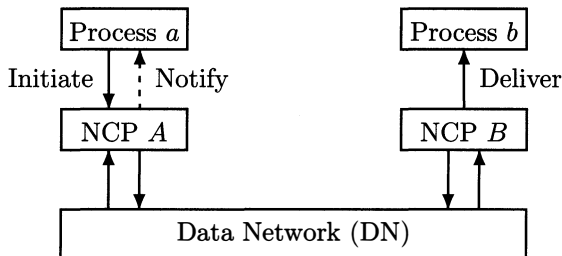 Process a
Process b
Initiate
Notify
Deliver
NCP A
NCP B
Data Network (DN)